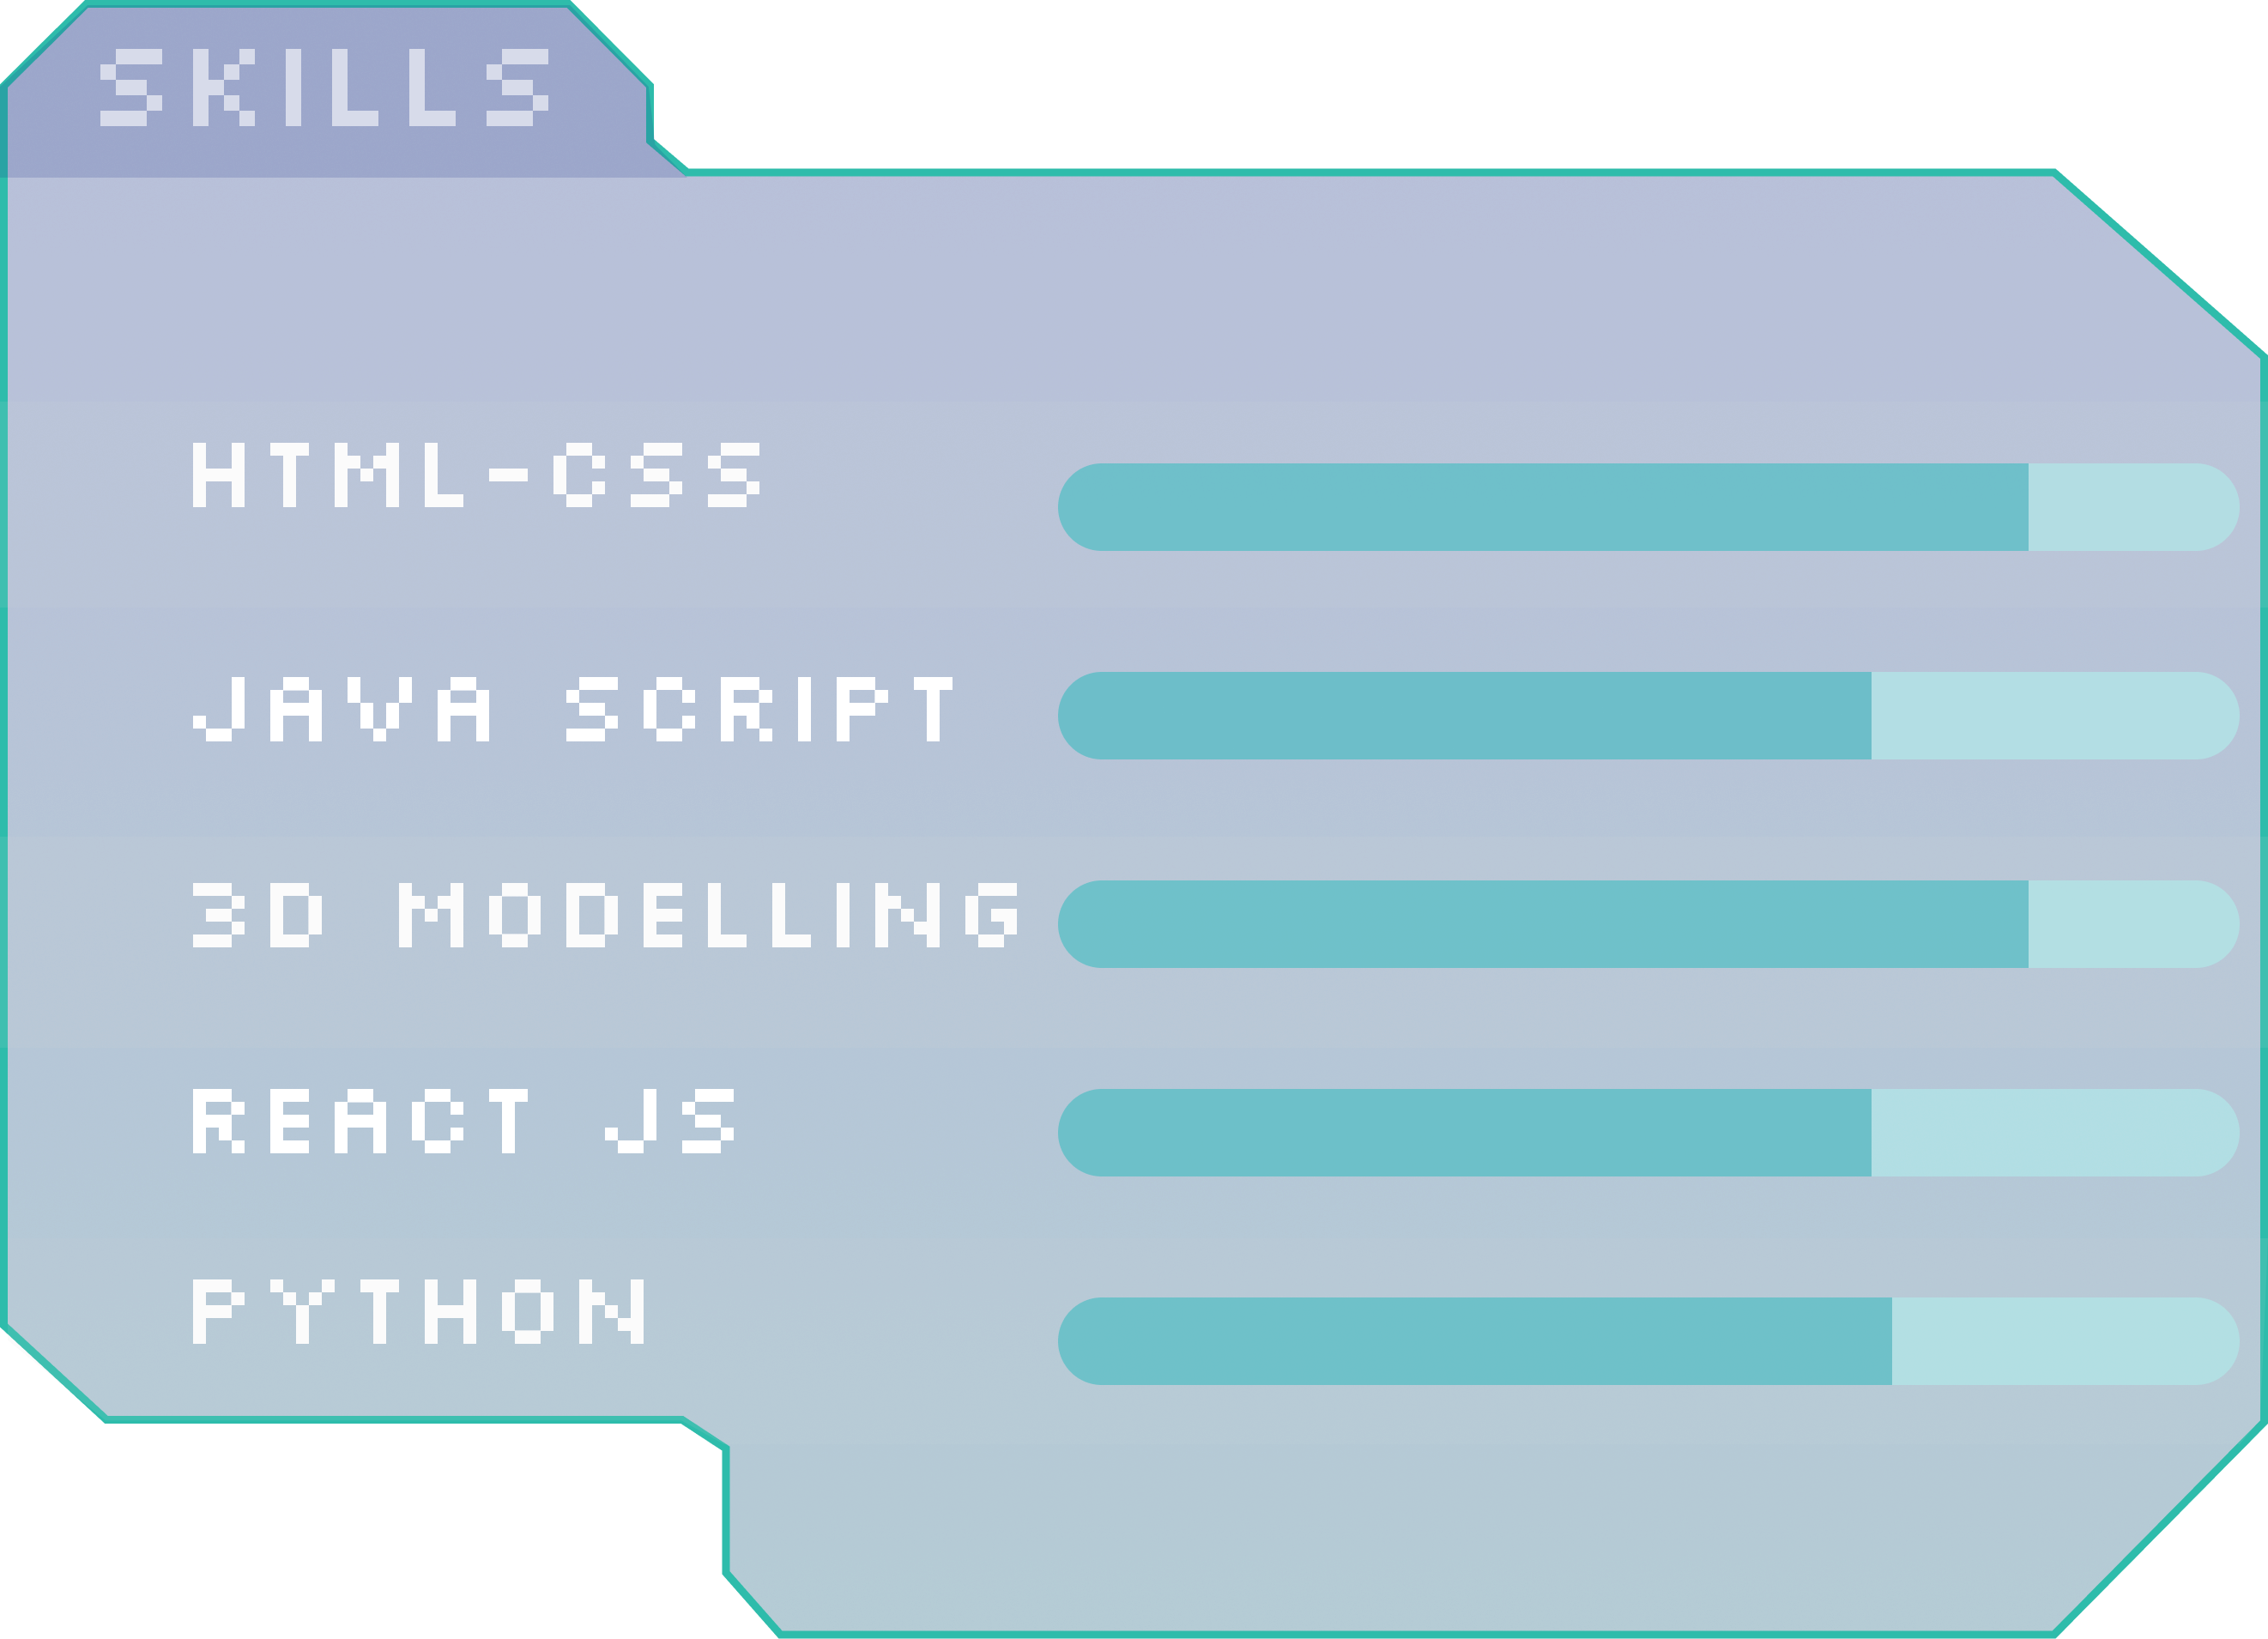 SKILLS
HTML-CSS
JAVA SCRIPT
3D MODELLING
REACT JS
PYTHON